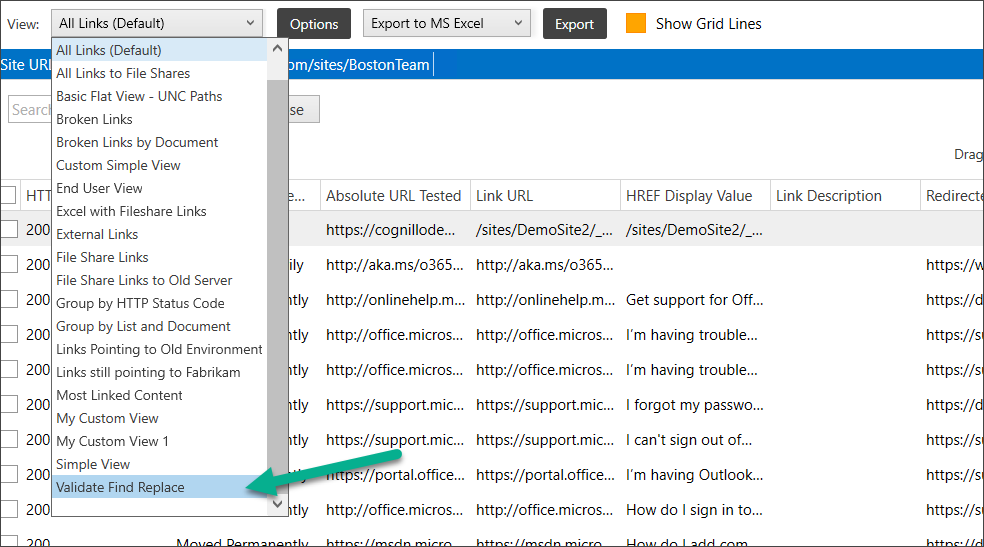 View: All Links (Default) Options Export to MS Excel Export Show Grid Lines
All Links (Default)
Site URL om/sites/BostonTeam
All Links to File Shares
Basic Flat View - UNC Paths
Search se
Broken Links
Broken Links by Document
Drag
Custom Simple View
End User View
HTT e... Absolute URL Tested Link URL HREF Display Value Link Description Redirecte
Excel with Fileshare Links
External Links
200 https://cognillode... /sites/DemoSite2/_... /sites/DemoSite2/_...
File Share Links
200 ily http://aka.ms/o365... http://aka.ms/o365... https://w
File Share Links to Old Server
Group by HTTP Status Code
200 ntly http://onlinehelp.m... http://onlinehelp.m... Get support for Off... https://d
Group by List and Document
200 ntly http://office.micros... http://office.micros... I'm having trouble... https://su
Links Pointing to Old Environment
Links still pointing to Fabrikam
200 ntly http://office.micros... http://office.micros... I'm having trouble... https://su
Most Linked Content
200 ntly https://support.mic... https://support.mic... I forgot my passwo... https://d
My Custom View
My Custom View 1
200 ntly https://support.mic... https://support.mic... I can't sign out of... https://su
Simple View
200 ntly https://portal.office... https://portal.office... I'm having Outlook... https://su
Validate Find Replace
200 ntly http://office.micros... http://office.micros... How do I sign in to... https://su
200 Moved Permanently https://msdn.micro... https://msdn.micro... How do I add com... https://d